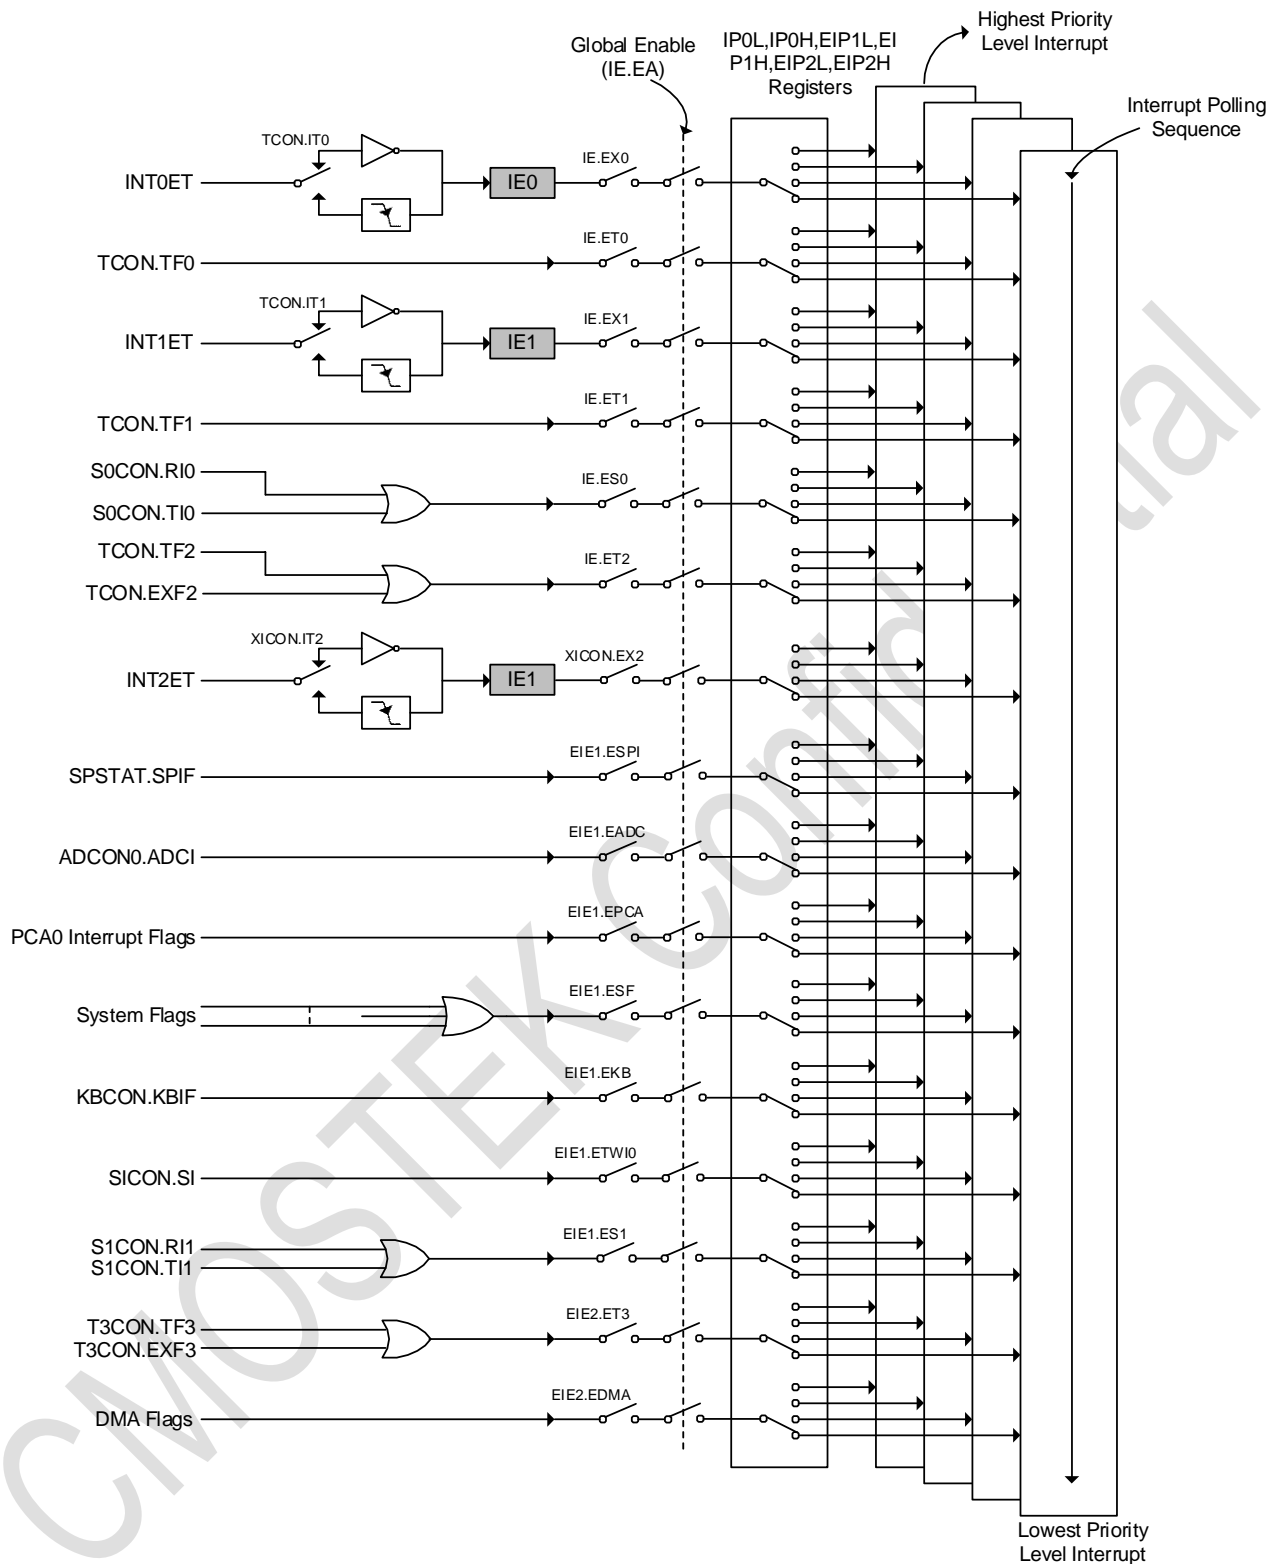 Highest Priority
Level Interrupt
Global Enable
(IE.EA)
IP0L,IP0H,EIP1L,EI
P1H,EIP2L,EIP2H
Registers
Interrupt Polling
Sequence
TCON.IT0
INT0ET
IE0
IE.EX0
TCON.TF0
IE.ET0
TCON.IT1
INT1ET
IE1
IE.EX1
TCON.TF1
IE.ET1
S0CON.RI0
S0CON.TI0
IE.ES0
TCON.TF2
TCON.EXF2
IE.ET2
XICON.IT2
INT2ET
IE1
XICON.EX2
SPSTAT.SPIF
EIE1.ESPI
ADCON0.ADCI
EIE1.EADC
PCA0 Interrupt Flags
EIE1.EPCA
System Flags
EIE1.ESF
KBCON.KBIF
EIE1.EKB
SICON.SI
EIE1.ETWI0
S1CON.RI1
S1CON.TI1
EIE1.ES1
T3CON.TF3
T3CON.EXF3
EIE2.ET3
DMA Flags
EIE2.EDMA
Lowest Priority
Level Interrupt
CMOSTEK Confidential